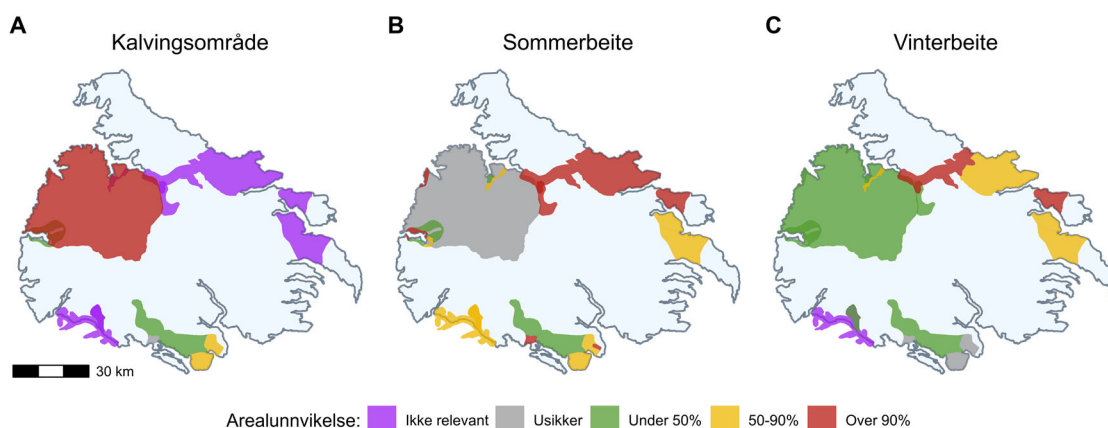 A
Kalvingsområde
B
Sommerbeite
C
Vinterbeite
30 km
Arealunnvikelse: Ikke relevant Usikker Under 50% 50-90% Over 90%